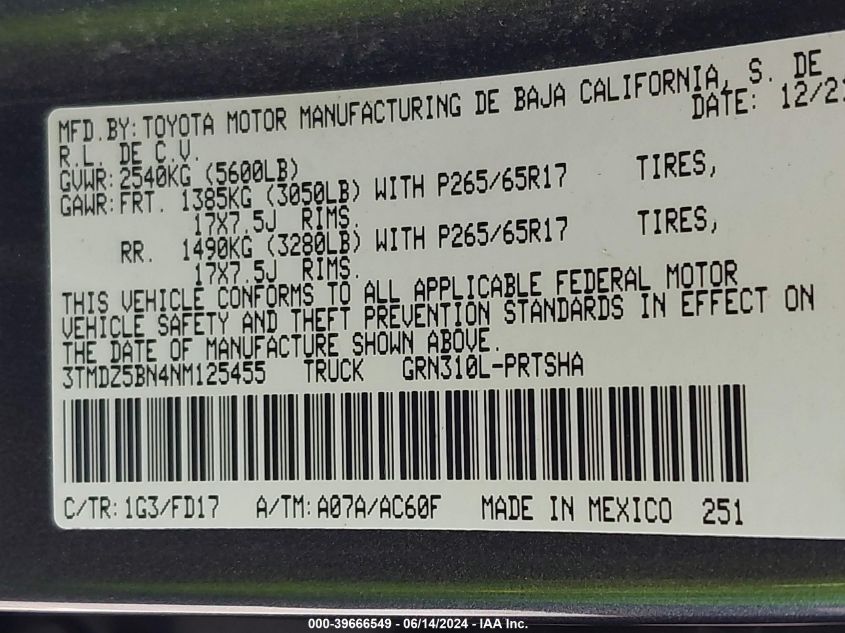 MFD.BY: TOYOTA MOTOR MANUFACTURING DE BAJA CALIFORNIA, S. DE
R.L. DE C.V. DATE: 12/21
GVWR: 2540KG (5600LB)
GAWR: FRT. 1385KG (3050LB) WITH P265/65R17 TIRES,
17X7.5J RIMS.
RR. 1490KG (3280LB) WITH P265/65R17 TIRES,
17X7.5J RIMS.
THIS VEHICLE CONFORMS TO ALL APPLICABLE FEDERAL MOTOR
VEHICLE SAFETY AND THEFT PREVENTION STANDARDS IN EFFECT ON
THE DATE OF MANUFACTURE SHOWN ABOVE.
3TMDZ5BN4NM125455 TRUCK GRN310L-PRTSHA
C/TR: 1G3/FD17 A/TM: A07A/AC60F MADE IN MEXICO 251
000-39666549 - 06/14/2024 - IAA Inc.